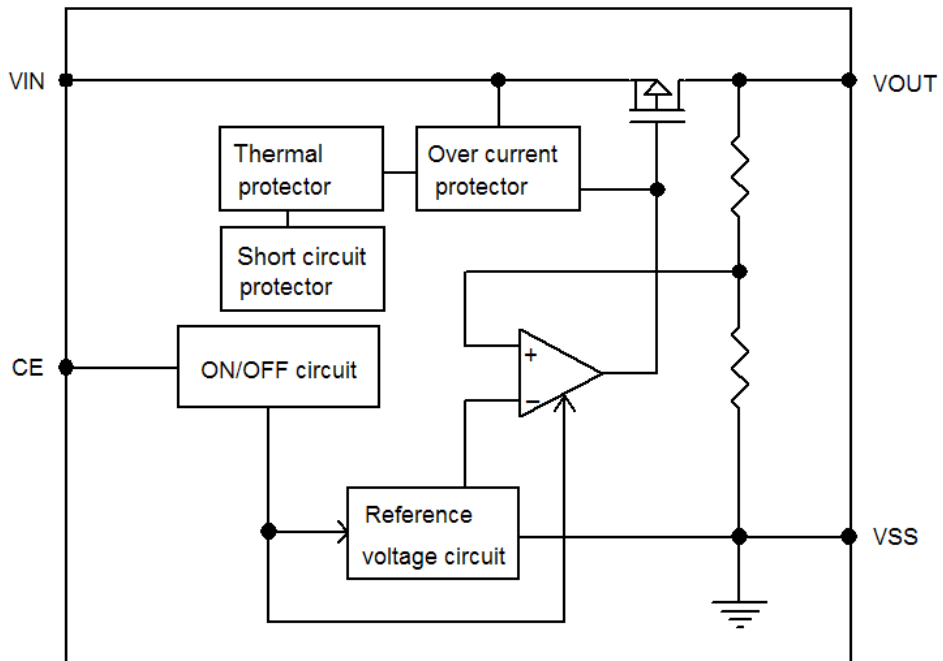 VIN
VOUT
Thermal
protector
Over current
protector
Short circuit
protector
CE
ON/OFF circuit
+
−
Reference
voltage circuit
VSS